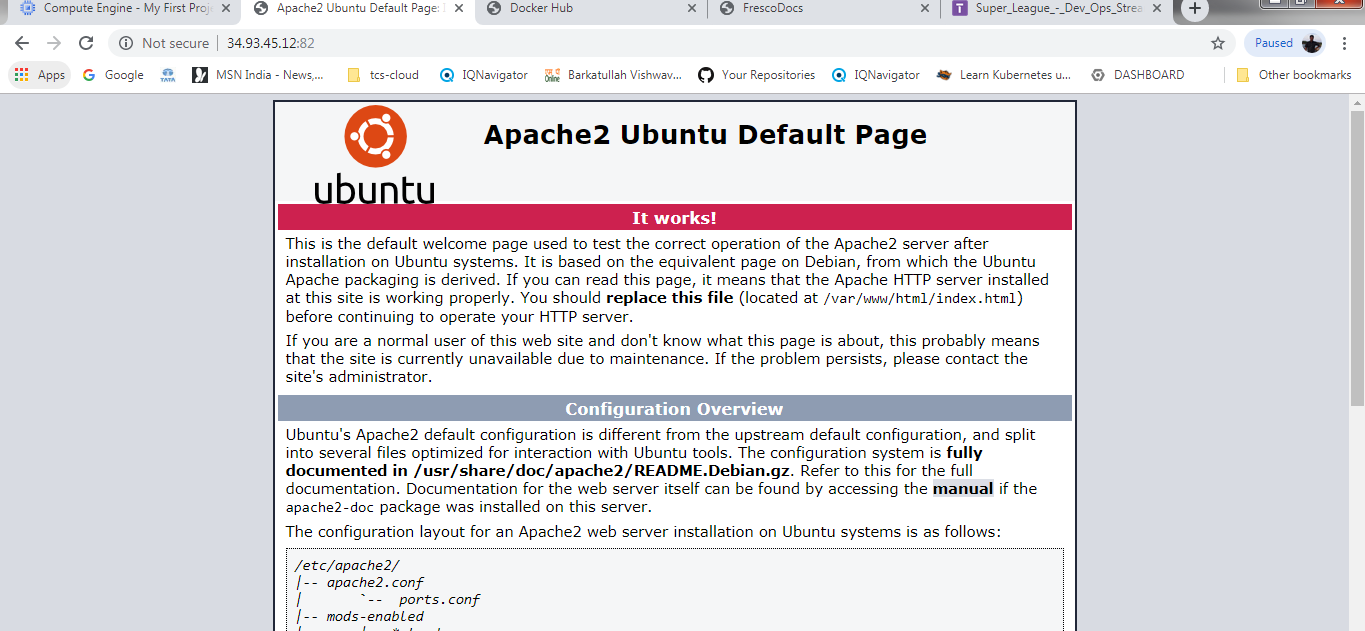 Compute Engine - My First Proj
Apache2 Ubuntu Default Page:
Docker Hub
FrescoDocs
Super_League_-_Dev_Ops_Strea
Not secure
34.93.45.12:82
Paused
Apps
Google
TATA
MSN India - News,...
tcs-cloud
IQNavigator
Barkatullah Vishwav...
Your Repositories
IQNavigator
Learn Kubernetes u...
DASHBOARD
Other bookmarks
Apache2 Ubuntu Default Page
ubuntu
It works!
This is the default welcome page used to test the correct operation of the Apache2 server after
installation on Ubuntu systems. It is based on the equivalent page on Debian, from which the Ubuntu
Apache packaging is derived. If you can read this page, it means that the Apache HTTP server installed
at this site is working properly. You should replace this file (located at /var/www/html/index.html)
before continuing to operate your HTTP server.
If you are a normal user of this web site and don't know what this page is about, this probably means
that the site is currently unavailable due to maintenance. If the problem persists, please contact the
site's administrator.
Configuration Overview
Ubuntu's Apache2 default configuration is different from the upstream default configuration, and split
into several files optimized for interaction with Ubuntu tools. The configuration system is fully
documented in /usr/share/doc/apache2/README.Debian.gz. Refer to this for the full
documentation. Documentation for the web server itself can be found by accessing the manual if the
apache2-doc package was installed on this server.
The configuration layout for an Apache2 web server installation on Ubuntu systems is as follows:
/etc/apache2/
|-- apache2.conf
|       `--  ports.conf
|-- mods-enabled